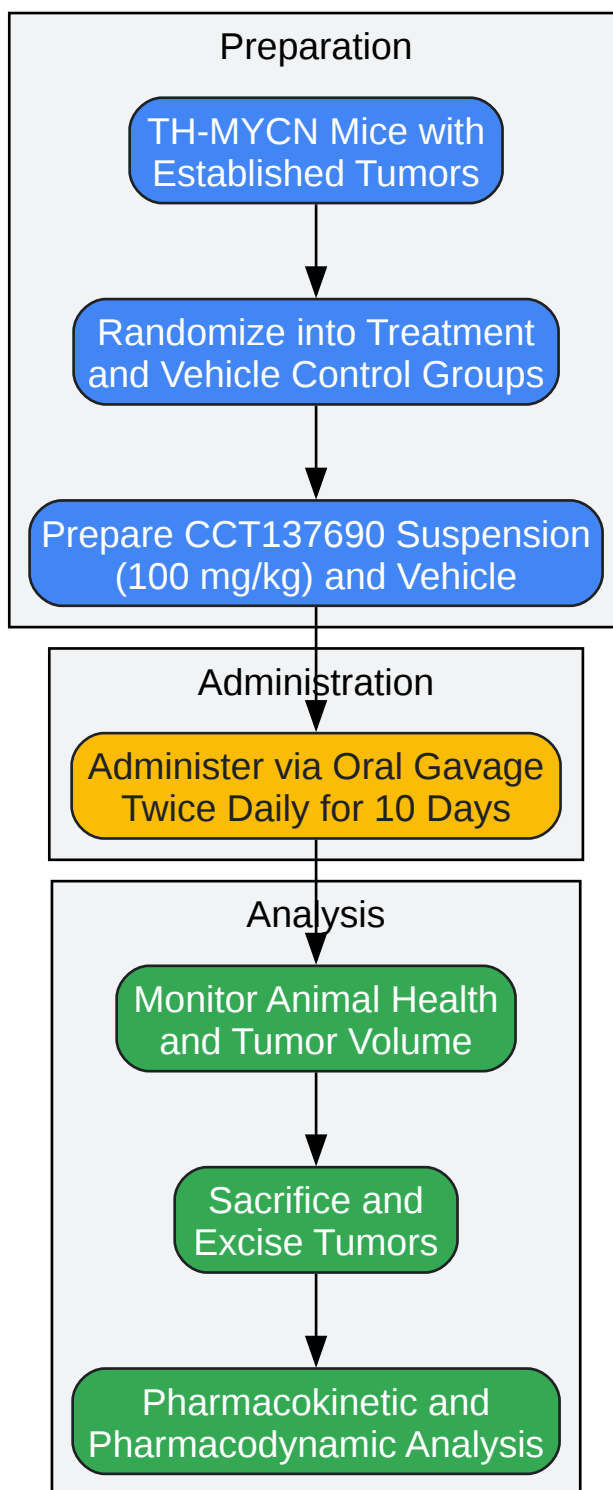 Preparation
TH-MYCN Mice with
Established Tumors
Randomize into Treatment
and Vehicle Control Groups
Prepare CCT137690 Suspension
(100 mg/kg) and Vehicle
Administration
Administer via Oral Gavage
Twice Daily for 10 Days
Analysis
Monitor Animal Health
and Tumor Volume
Sacrifice and
Excise Tumors
Pharmacokinetic and
Pharmacodynamic Analysis